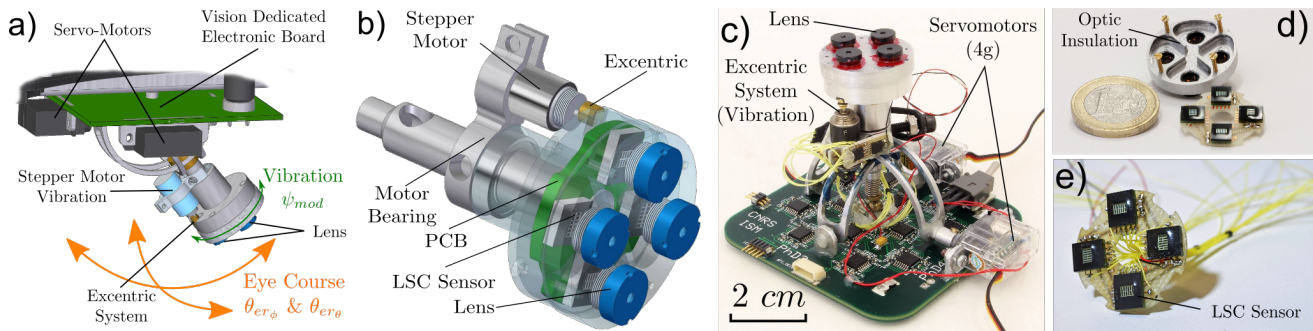 a)
Servo-Motors
Vision Dedicated
Electronic Board
Stepper Motor
Vibration
Vibration
ψmod
Lens
Eye Course
θerϕ & θerθ
Excentric
System
b)
Stepper
Motor
Excentric
Motor
Bearing
PCB
LSC Sensor
Lens
c)
Lens
Servomotors
(4g)
Excentric
System
(Vibration)
CNRS
ISM
2 cm
d)
Optic
Insulation
e)
LSC Sensor